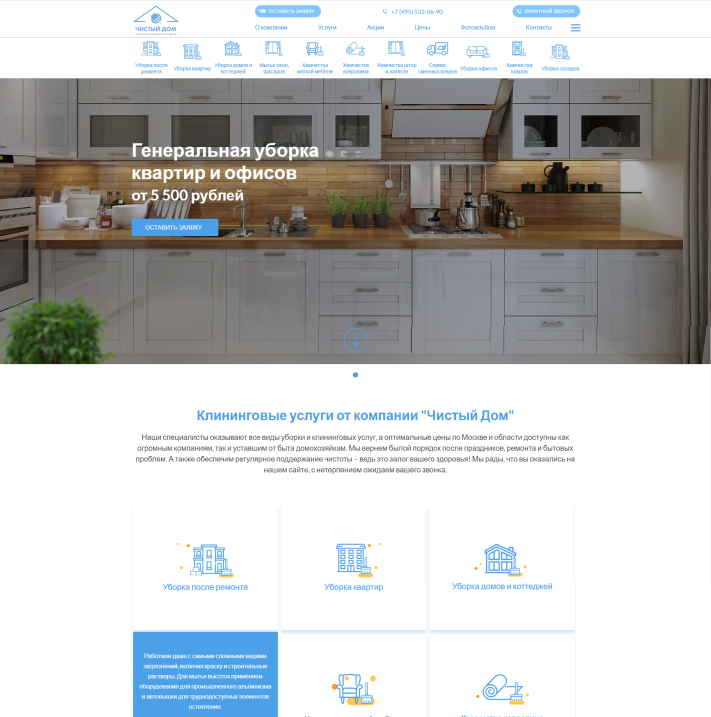 ОСТАВИТЬ ЗАЯВКУ
+7 (495) 532-06-90
ОБРАТНЫЙ ЗВОНОК
ЧИСТЫЙ ДОМ
О компании
Услуги
Акции
Цены
Фотоальбом
Контакты
Уборка после
ремонта
Уборка квартир
Уборка домов и
коттеджей
Мытье окон,
фасадов
Химчистка
мягкой мебели
Химчистка
ковролина
Химчистка штор
и жалюзи
Сервис
сменных ковров
Уборка офисов
Химчистка
ковров
Уборка складов
Генеральная уборка
квартир и офисов
от 5 500 рублей
ОСТАВИТЬ ЗАЯВКУ
Клининговые услуги от компании "Чистый Дом"
Наши специалисты оказывают все виды уборки и клининговых услуг, а оптимальные цены по Москве и области доступны как
огромным компаниям, так и уставшим от быта домохозяйкам. Мы вернем былой порядок после праздников, ремонта и бытовых
проблем. А также обеспечим регулярное поддержание чистоты – ведь это залог вашего здоровья! Мы рады, что вы оказались на
нашем сайте, с нетерпением ожидаем вашего звонка.
Уборка после ремонта
Уборка квартир
Уборка домов и коттеджей
Работаем даже с самыми сложными видами
загрязнений, включая краску и строительные
растворы. Для мытья высоток применяем
оборудование для промышленного альпинизма
и автовышки для труднодоступных элементов
остекления.